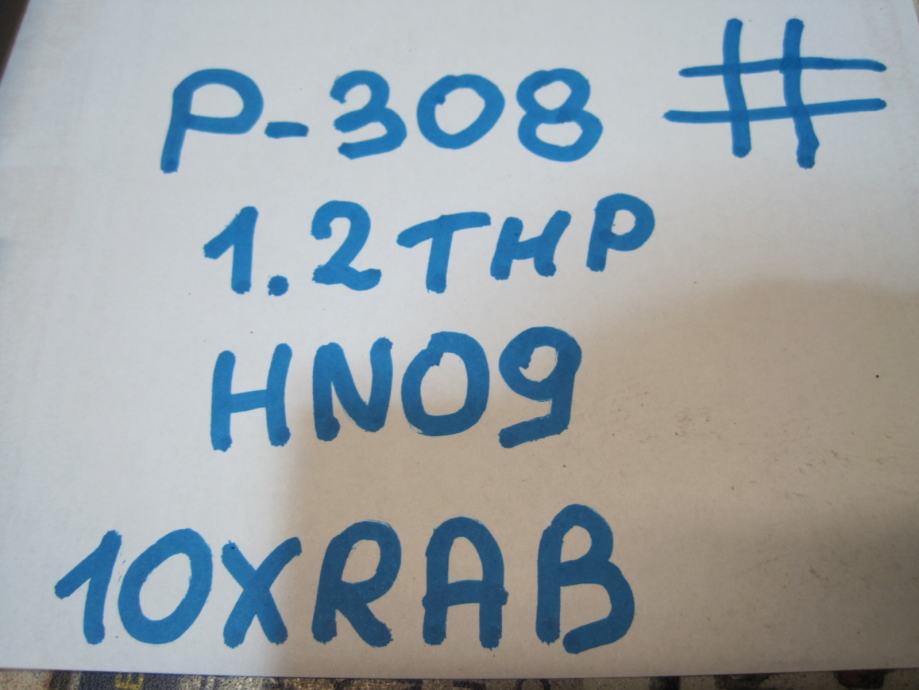 P-308 #
1.2THP
HN09
10XRAB